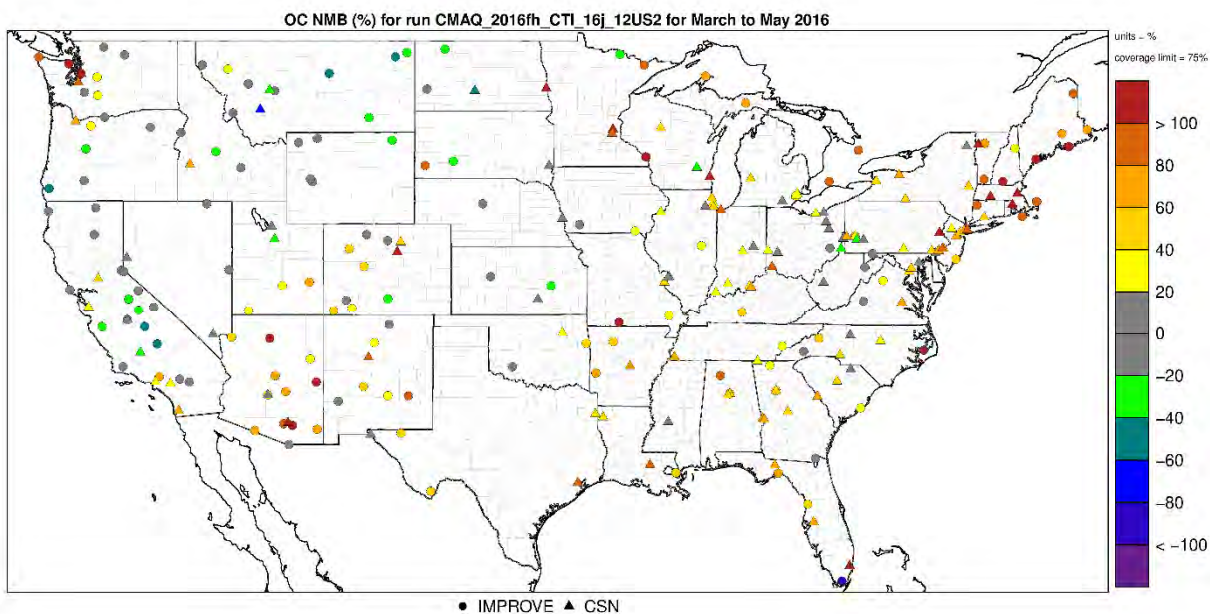 OC NMB (%) for run CMAQ_2016fh_CTI_16j_12US2 for March to May 2016
units = %
coverage limit = 75%
> 100
80
60
40
20
0
−20
−40
−60
−80
< −100
● IMPROVE ▲ CSN